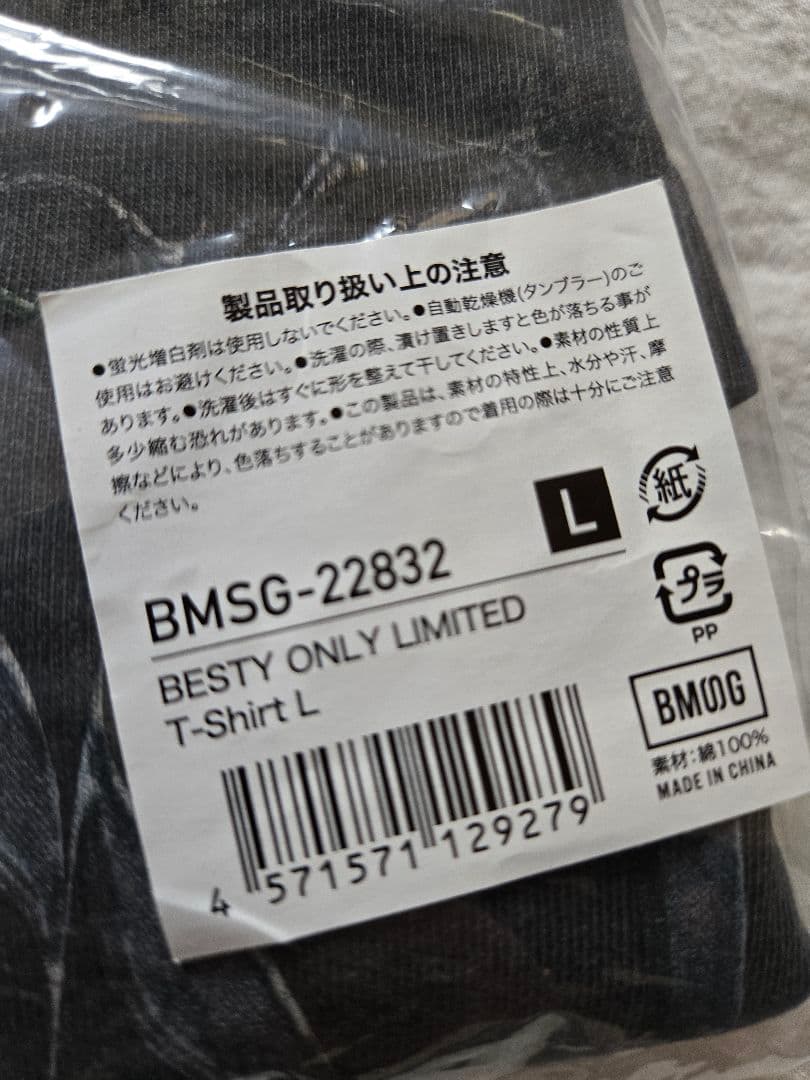 製品取り扱い上の注意
●蛍光増白剤は使用しないでください。●自動乾燥機(タンブラー)のご
使用はお避けください。●洗濯の際、漬け置きしますと色が落ちる事が
あります。●洗濯後はすぐに形を整えて干してください。●素材の性質上
多少縮む恐れがあります。●この製品は、素材の特性上、水分や汗、摩
擦などにより、色落ちすることがありますので着用の際は十分にご注意
ください。
L
紙
BMSG-22832
プラ
PP
BESTY ONLY LIMITED
T-Shirt L
BMSG
素材:綿100%
MADE IN CHINA
4 571571 129279